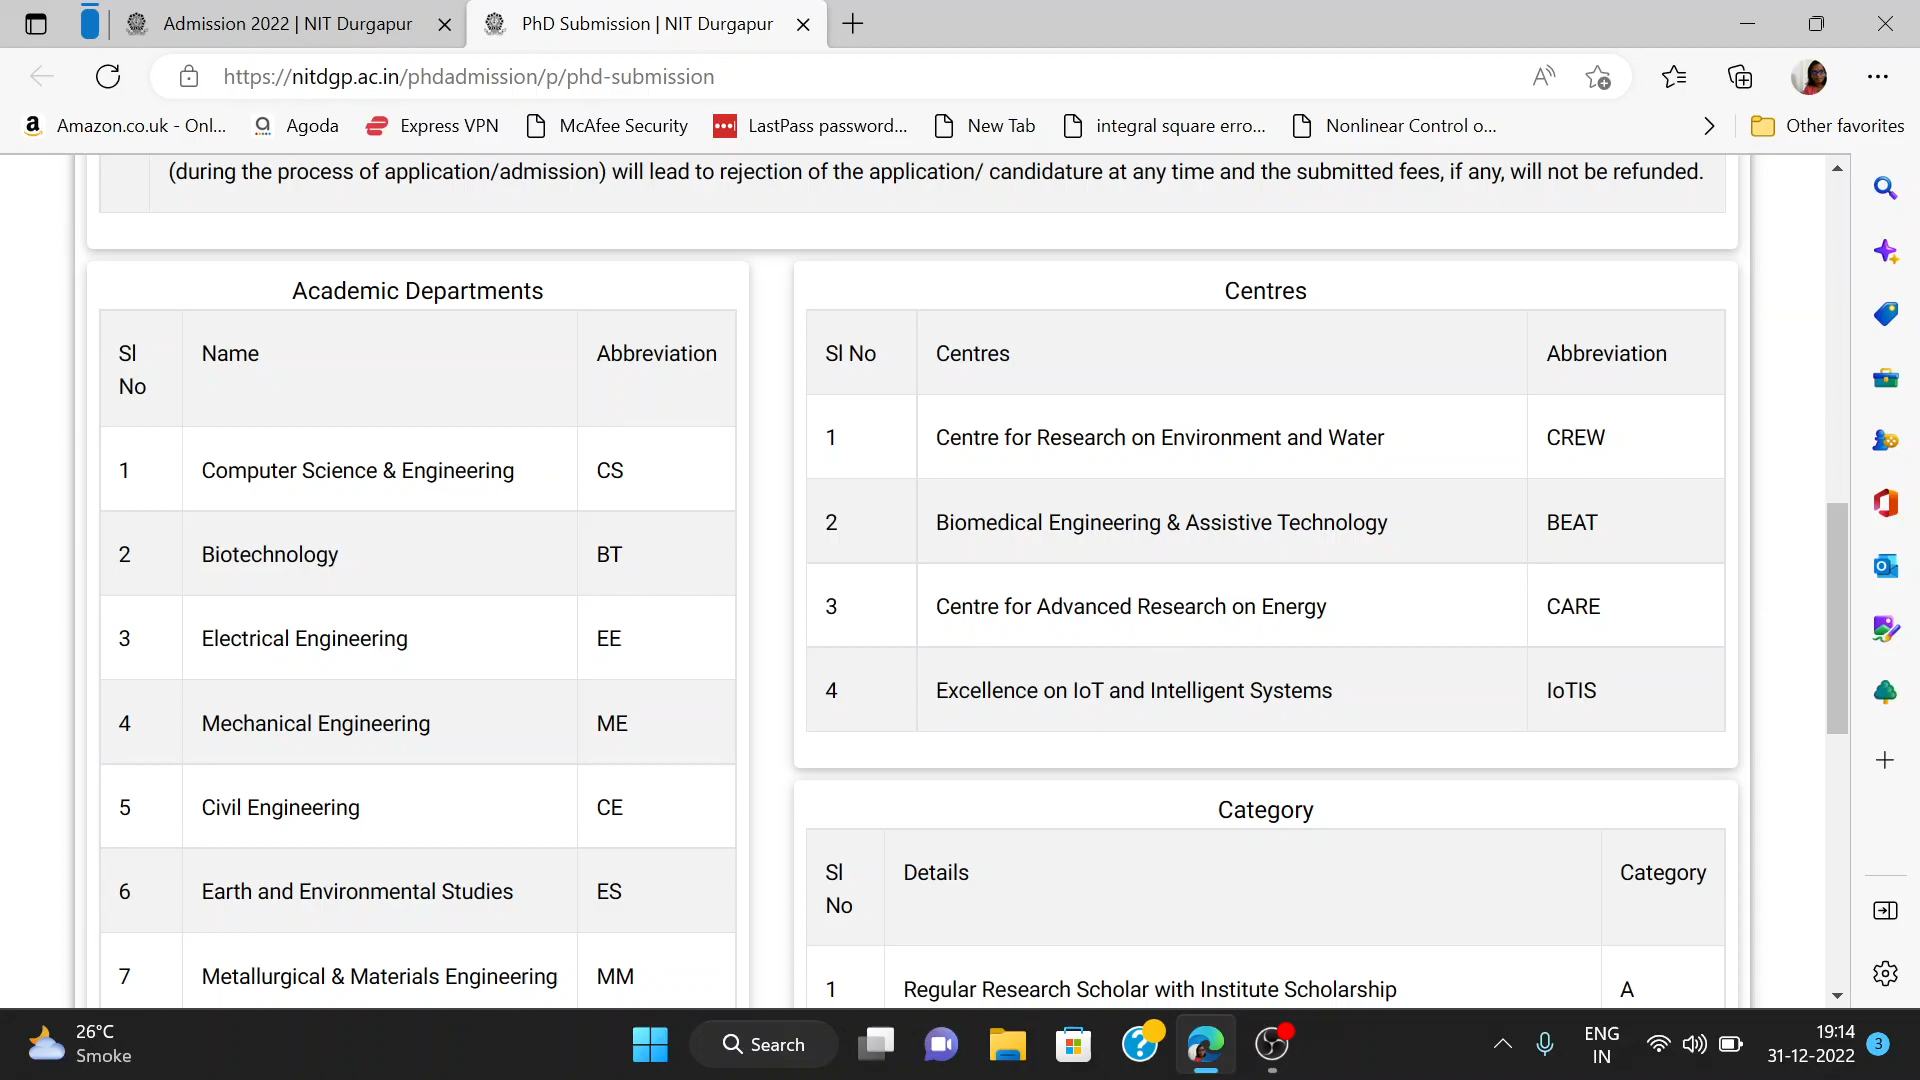 Admission 2022 | NIT Durgapur
PhD Submission | NIT Durgapur
https://nitdgp.ac.in/phdadmission/p/phd-submission
Amazon.co.uk - Onl...
Agoda
Express VPN
McAfee Security
LastPass password...
New Tab
integral square erro...
Nonlinear Control o...
Other favorites
(during the process of application/admission) will lead to rejection of the application/ candidature at any time and the submitted fees, if any, will not be refunded.
Academic Departments
Sl No Name Abbreviation
1 Computer Science & Engineering CS
2 Biotechnology BT
3 Electrical Engineering EE
4 Mechanical Engineering ME
5 Civil Engineering CE
6 Earth and Environmental Studies ES
7 Metallurgical & Materials Engineering MM
Centres
Sl No Centres Abbreviation
1 Centre for Research on Environment and Water CREW
2 Biomedical Engineering & Assistive Technology BEAT
3 Centre for Advanced Research on Energy CARE
4 Excellence on IoT and Intelligent Systems IoTIS
Category
Sl No Details Category
1 Regular Research Scholar with Institute Scholarship A
26°C
Smoke
Search
ENG
IN
19:14
31-12-2022
3